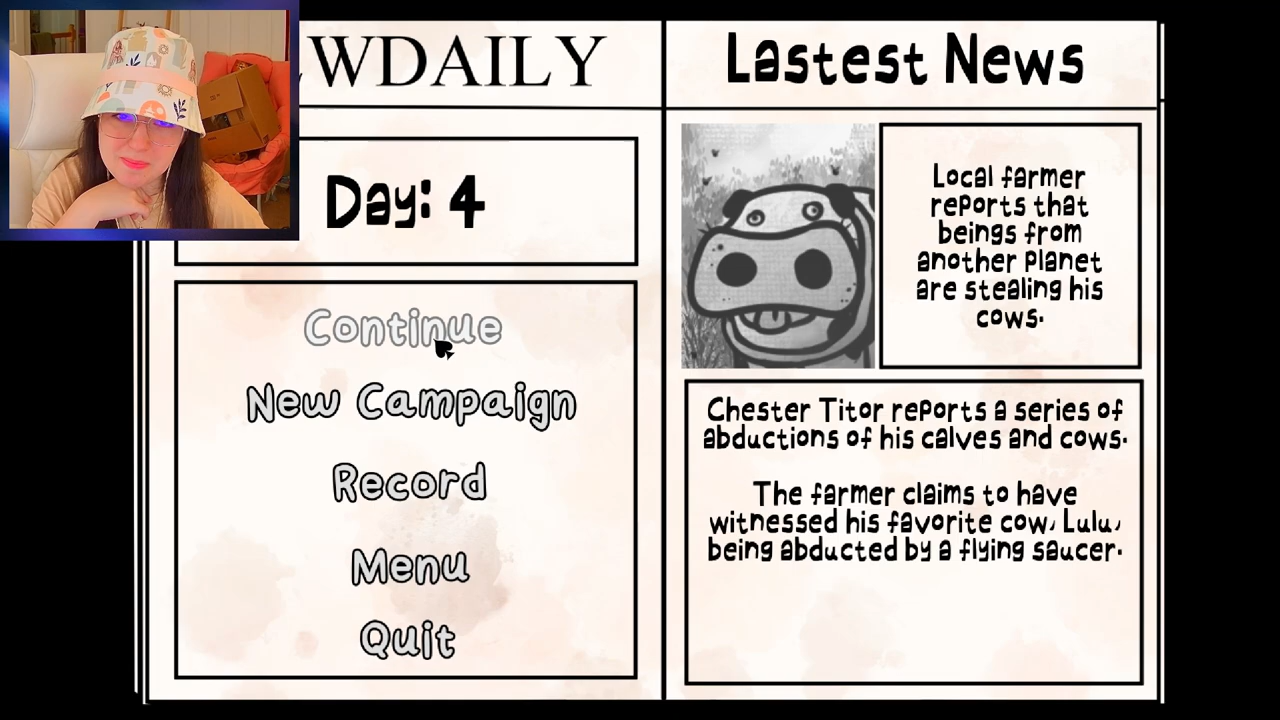 WDAILY
Lastest News
Day: 4
Continue
New Campaign
Record
Menu
Quit
Local farmer
reports that
beings from
another planet
are stealing his
cows.
Chester Titor reports a series of
abductions of his calves and cows.
The farmer claims to have
witnessed his favorite cow, Lulu,
being abducted by a flying saucer.